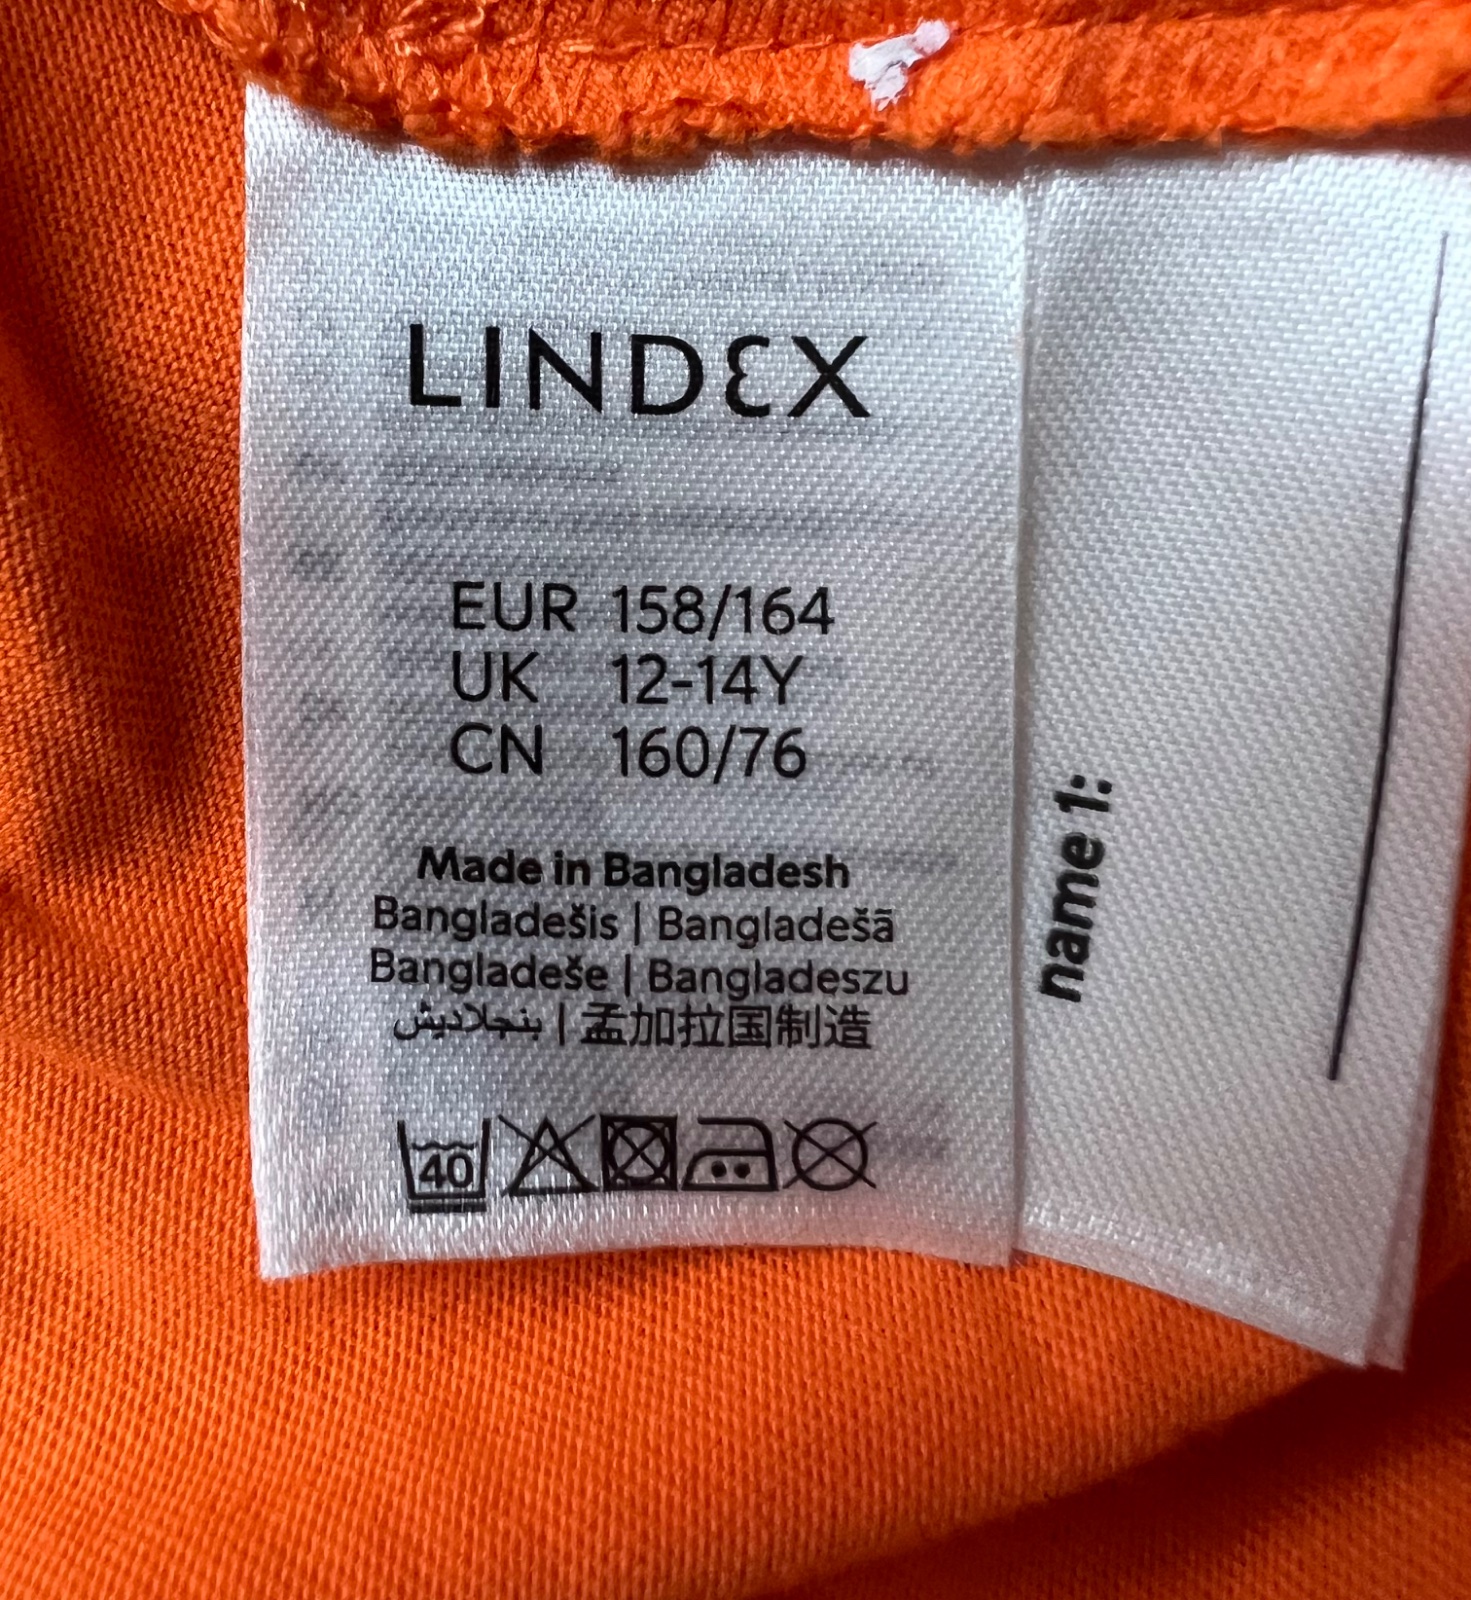 LINDEX
EUR 158/164
UK 12-14Y
CN 160/76
Made in Bangladesh
Bangladešis | Bangladešā
Bangladeše | Bangladeszu
بنجلاديش | 孟加拉国制造
40
name 1: